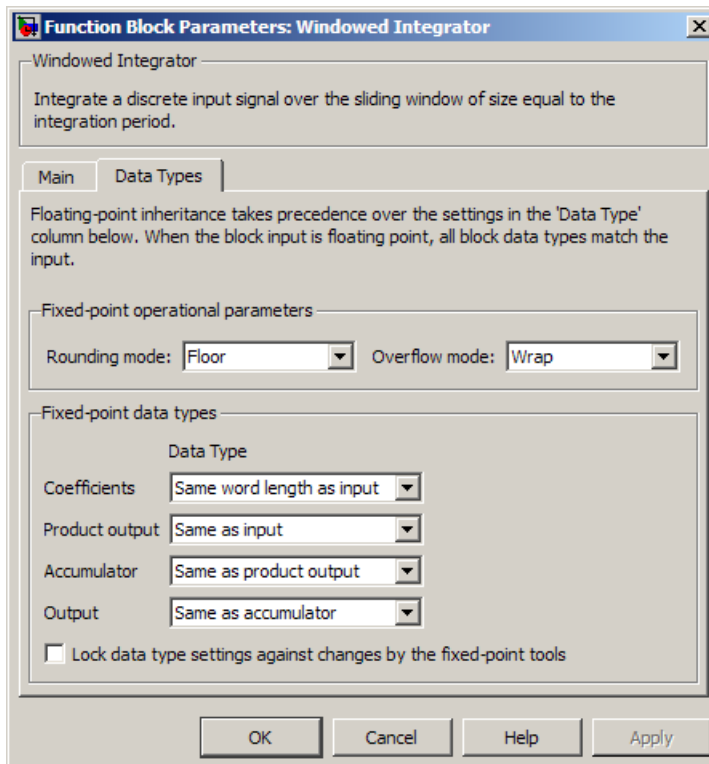 Function Block Parameters: Windowed Integrator
Windowed Integrator
Integrate a discrete input signal over the sliding window of size equal to the
integration period.
Main Data Types
Floating-point inheritance takes precedence over the settings in the 'Data Type'
column below. When the block input is floating point, all block data types match the
input.
Fixed-point operational parameters
Rounding mode: Floor Overflow mode: Wrap
Fixed-point data types
Data Type
Coefficients Same word length as input
Product output Same as input
Accumulator Same as product output
Output Same as accumulator
Lock data type settings against changes by the fixed-point tools
OK Cancel Help Apply